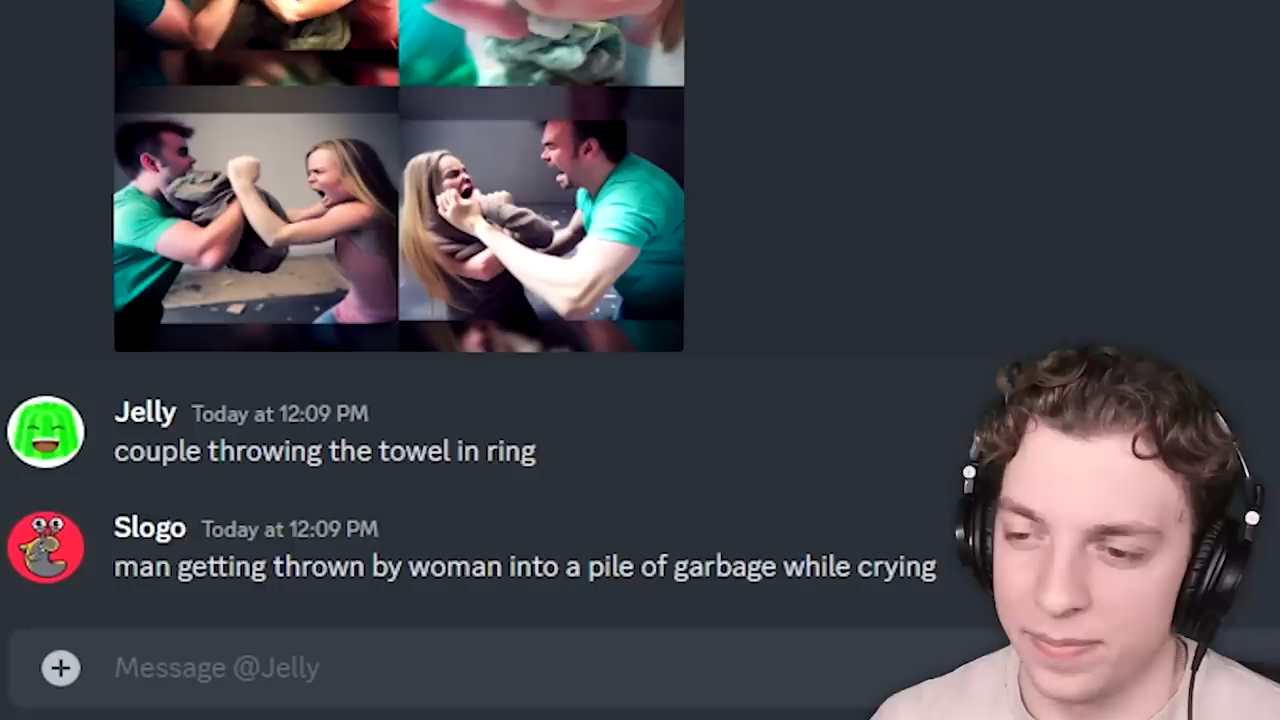 Jelly Today at 12:09 PM
couple throwing the towel in ring
Slogo Today at 12:09 PM
man getting thrown by woman into a pile of garbage while crying
Message @Jelly